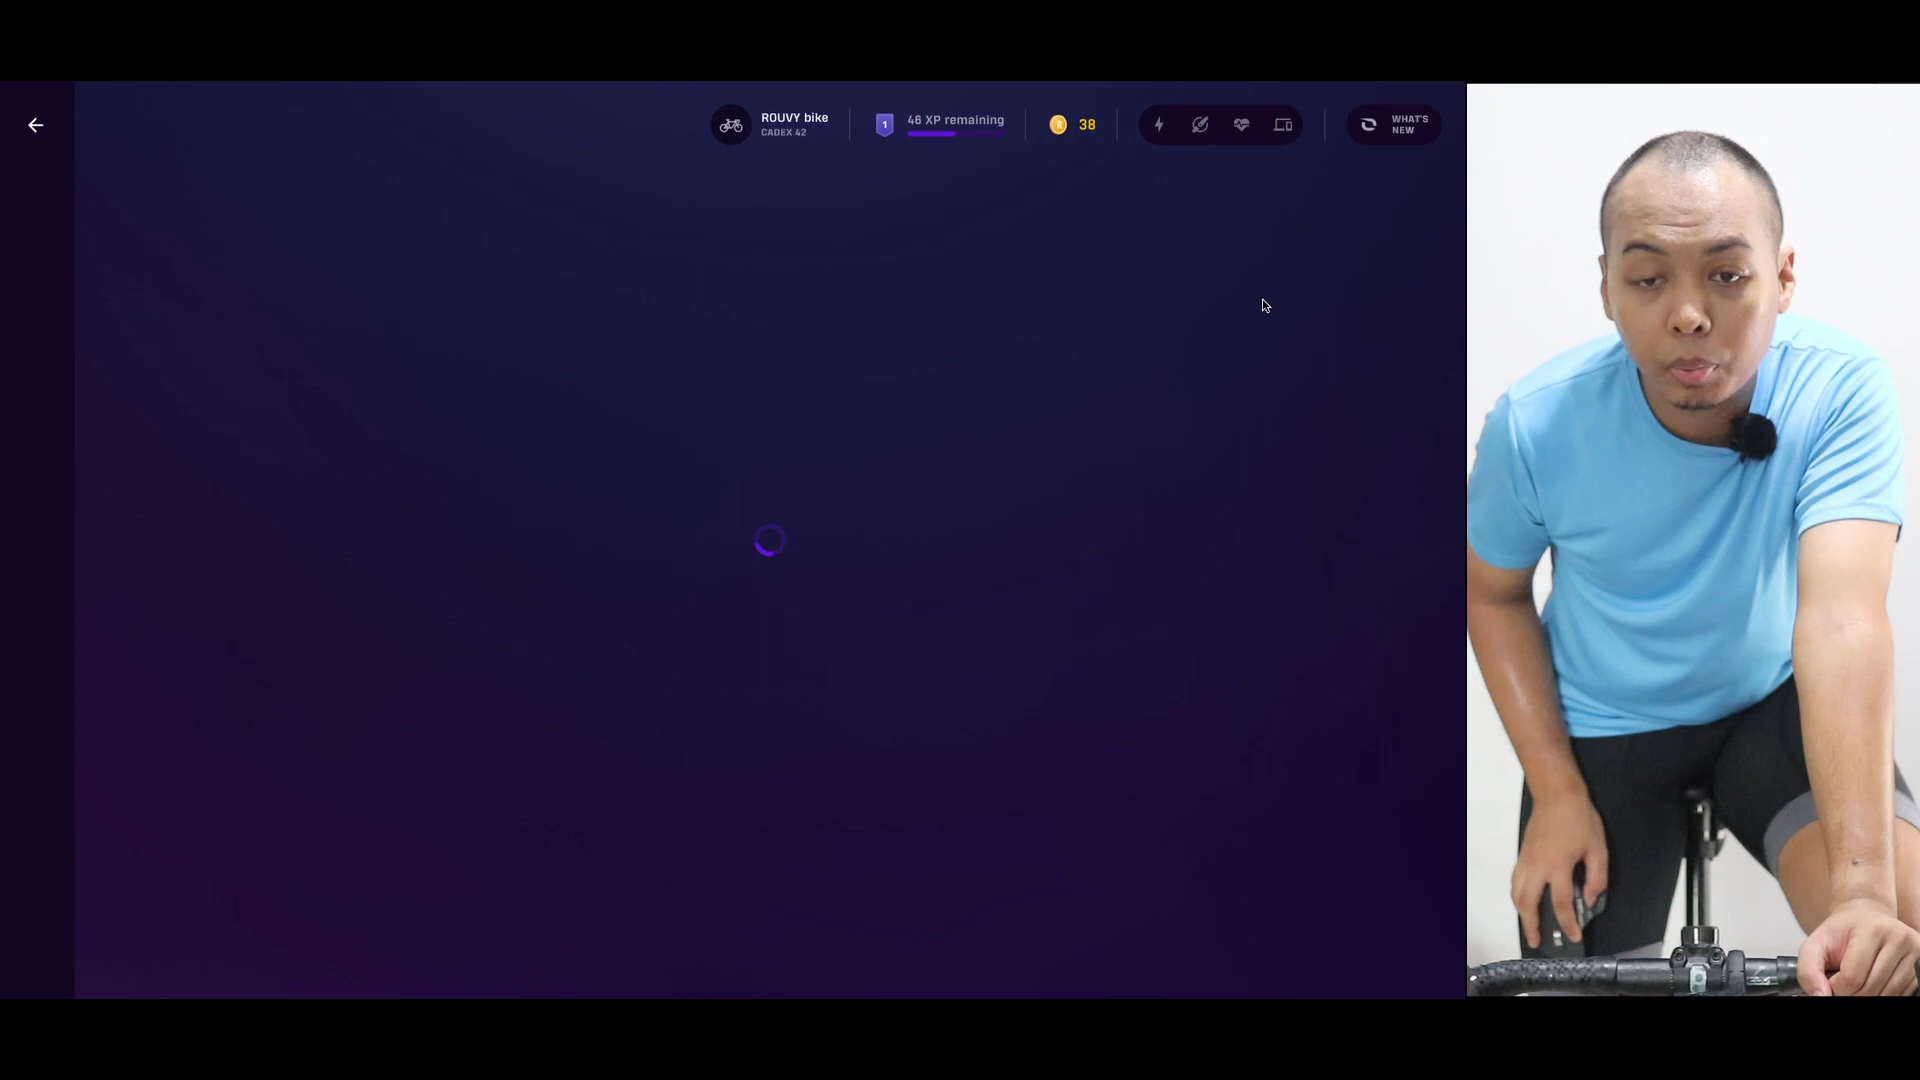 ROUVY bike
CADEX 42
1
46 XP remaining
38
WHAT'S
NEW